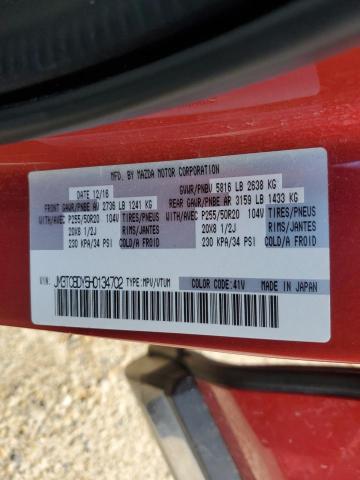 MFD. BY MAZDA MOTOR CORPORATION
DATE 12/16 GVWR/PNBV 5816 LB 2638 KG
FRONT GAWR/PNBE AV 2736 LB 1241 KG REAR GAWR/PNBE AR 3159 LB 1433 KG
WITH/AVEC P255/50R20 104V TIRES/PNEUS WITH/AVEC P255/50R20 104V TIRES/PNEUS
20X8 1/2J RIMS/JANTUM 20X8 1/2J RIMS/JANTUM
230 KPA/34 PSI COLD/A FROID 230 KPA/34 PSI COLD/A FROID
VIN: JM3TCBDY5H0134702 TYPE:MPV/VTUM COLOR CODE:41V MADE IN JAPAN